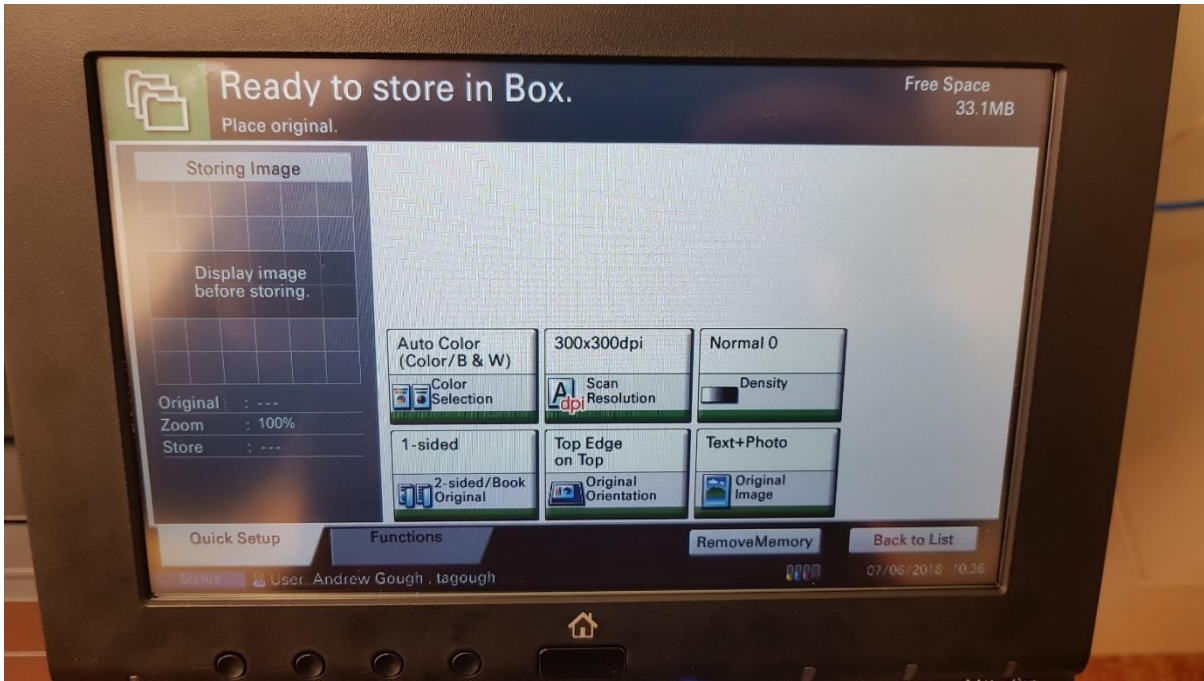 Ready to store in Box.
Place original.
Free Space
33.1MB
Storing Image
Display image
before storing.
Original : ---
Zoom : 100%
Store : ---
Auto Color
(Color/B & W)
Color
Selection
300x300dpi
A
dpi
Scan
Resolution
Normal 0
Density
1-sided
2-sided/Book
Original
Top Edge
on Top
Original
Orientation
Text+Photo
Original
Image
Quick Setup
Functions
RemoveMemory
Back to List
Status
User Andrew Gough , tagough
07/06/2018 10:36